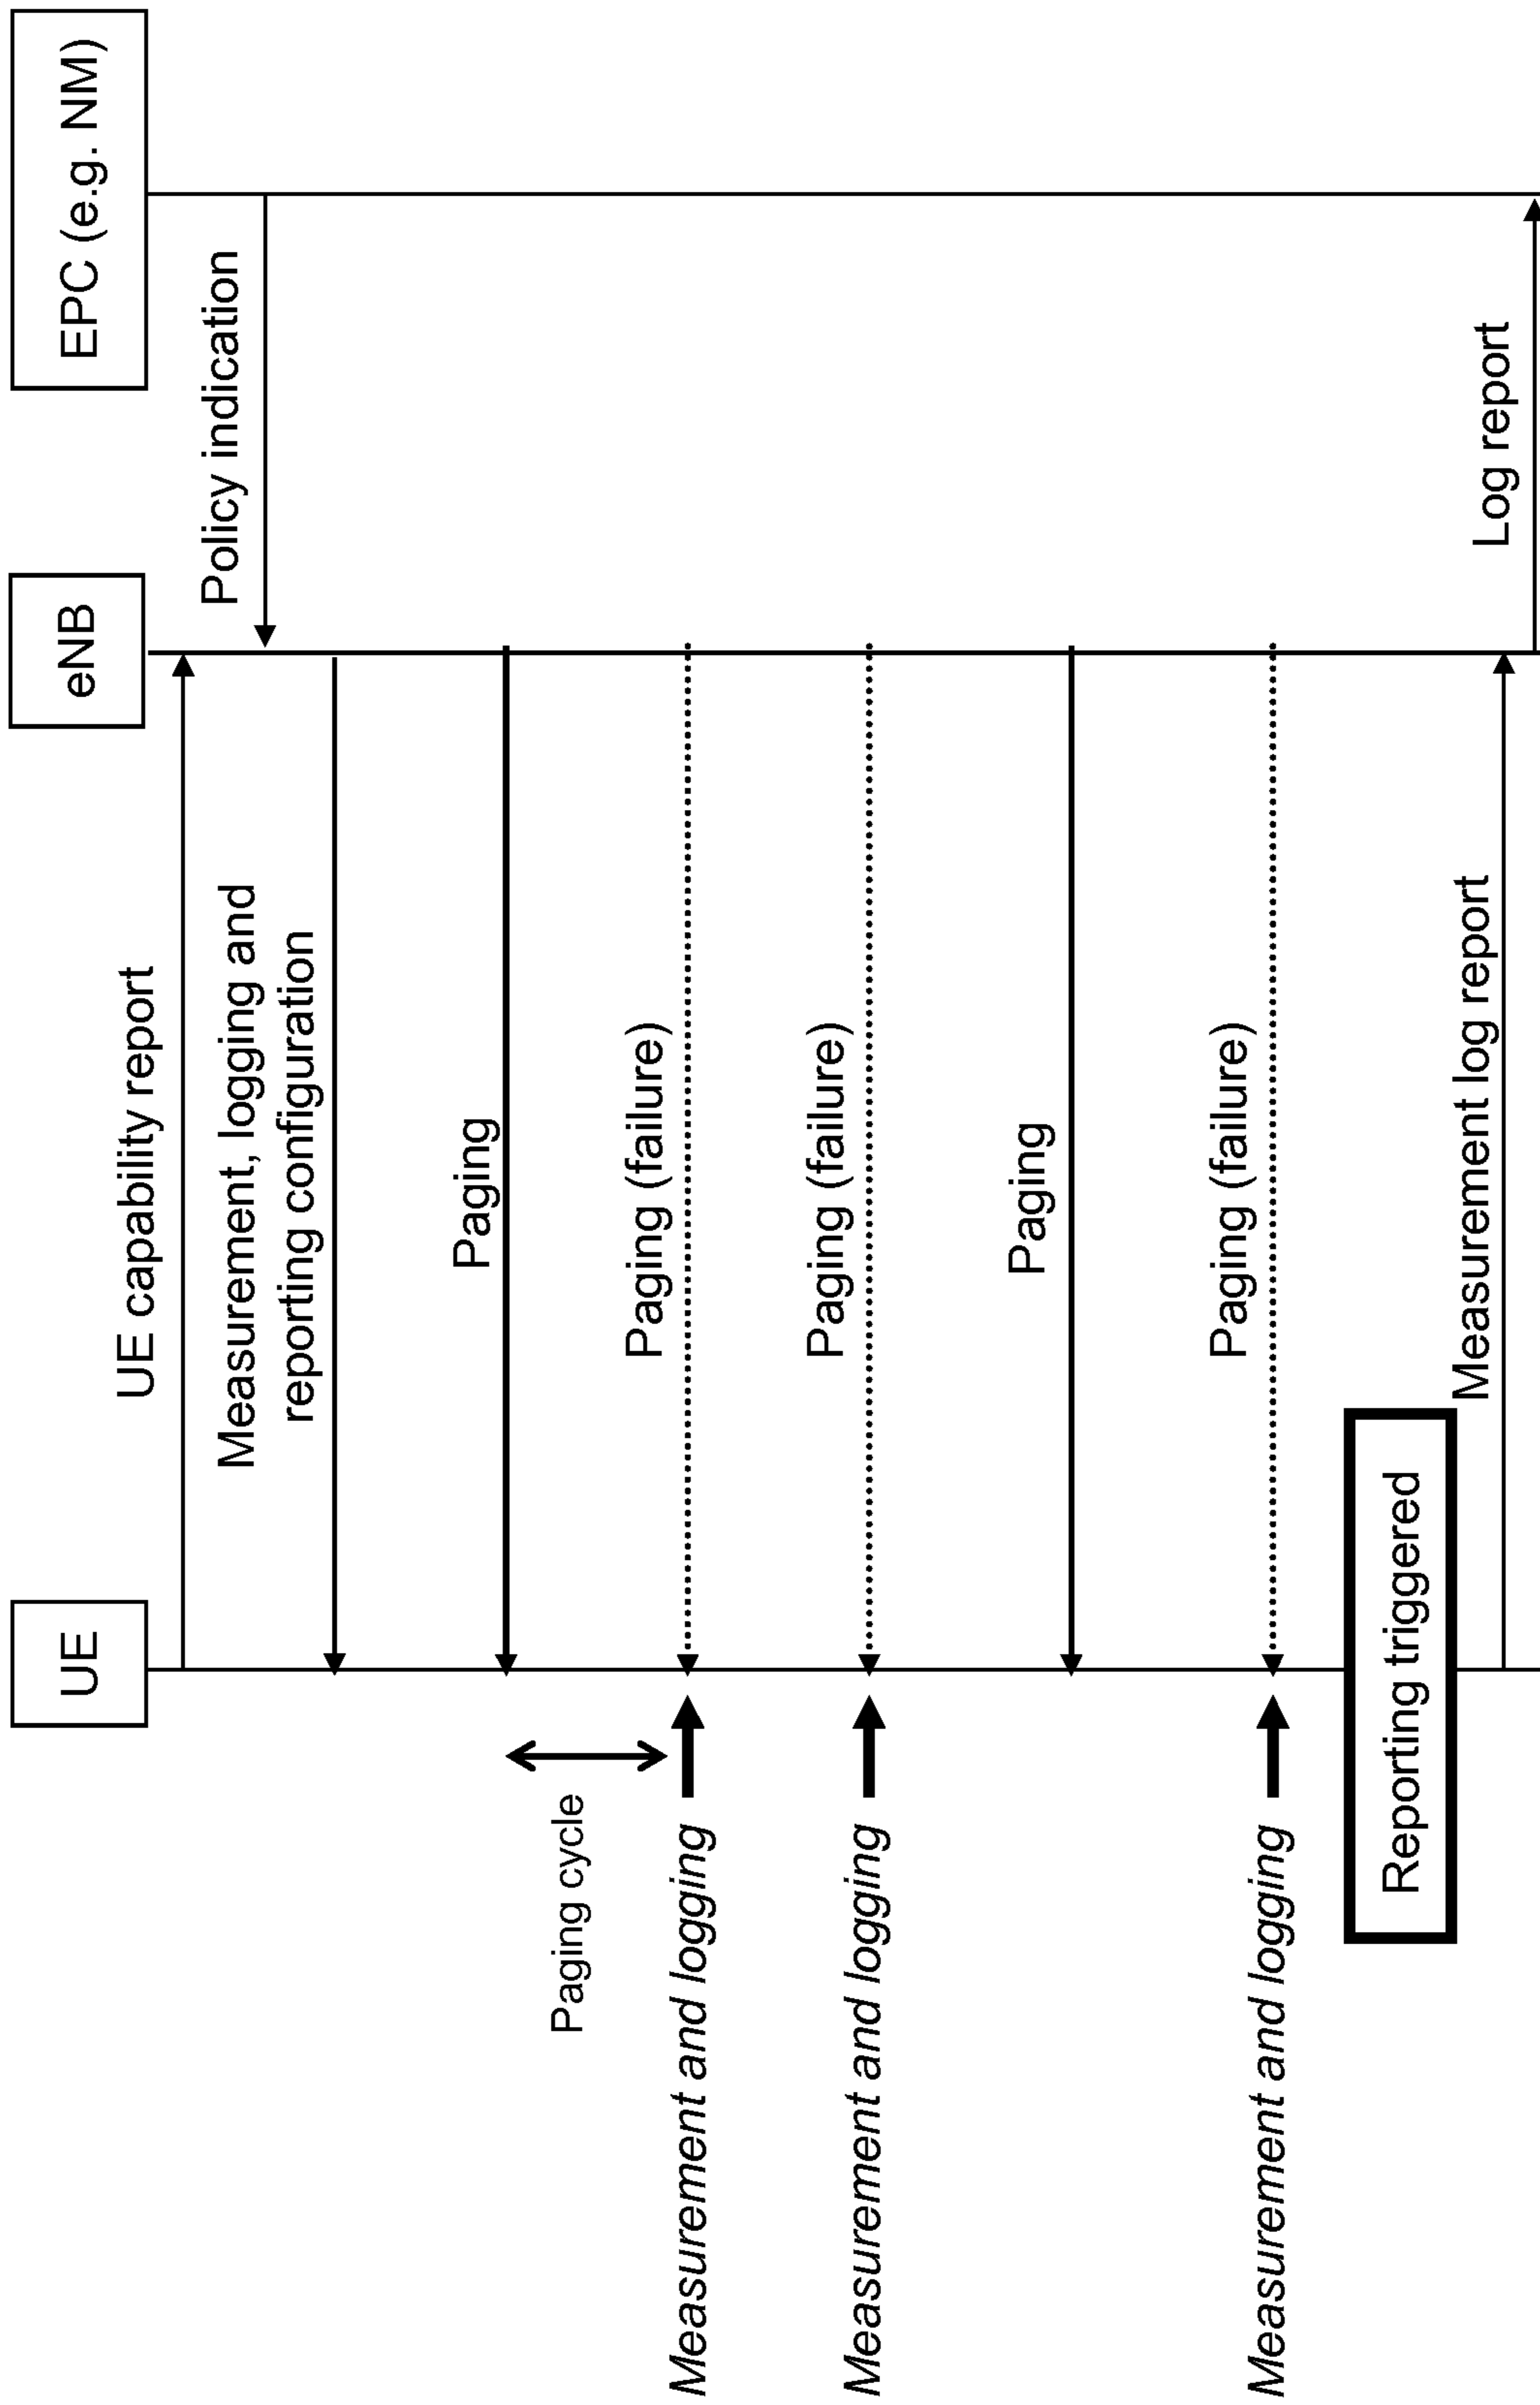 UE
eNB
EPC (e.g. NM)
UE capability report
Policy indication
Measurement, logging and
reporting configuration
Paging
Paging cycle
Paging (failure)
Measurement and logging
Paging (failure)
Measurement and logging
Paging
Paging (failure)
Measurement and logging
Reporting triggered
Measurement log report
Log report